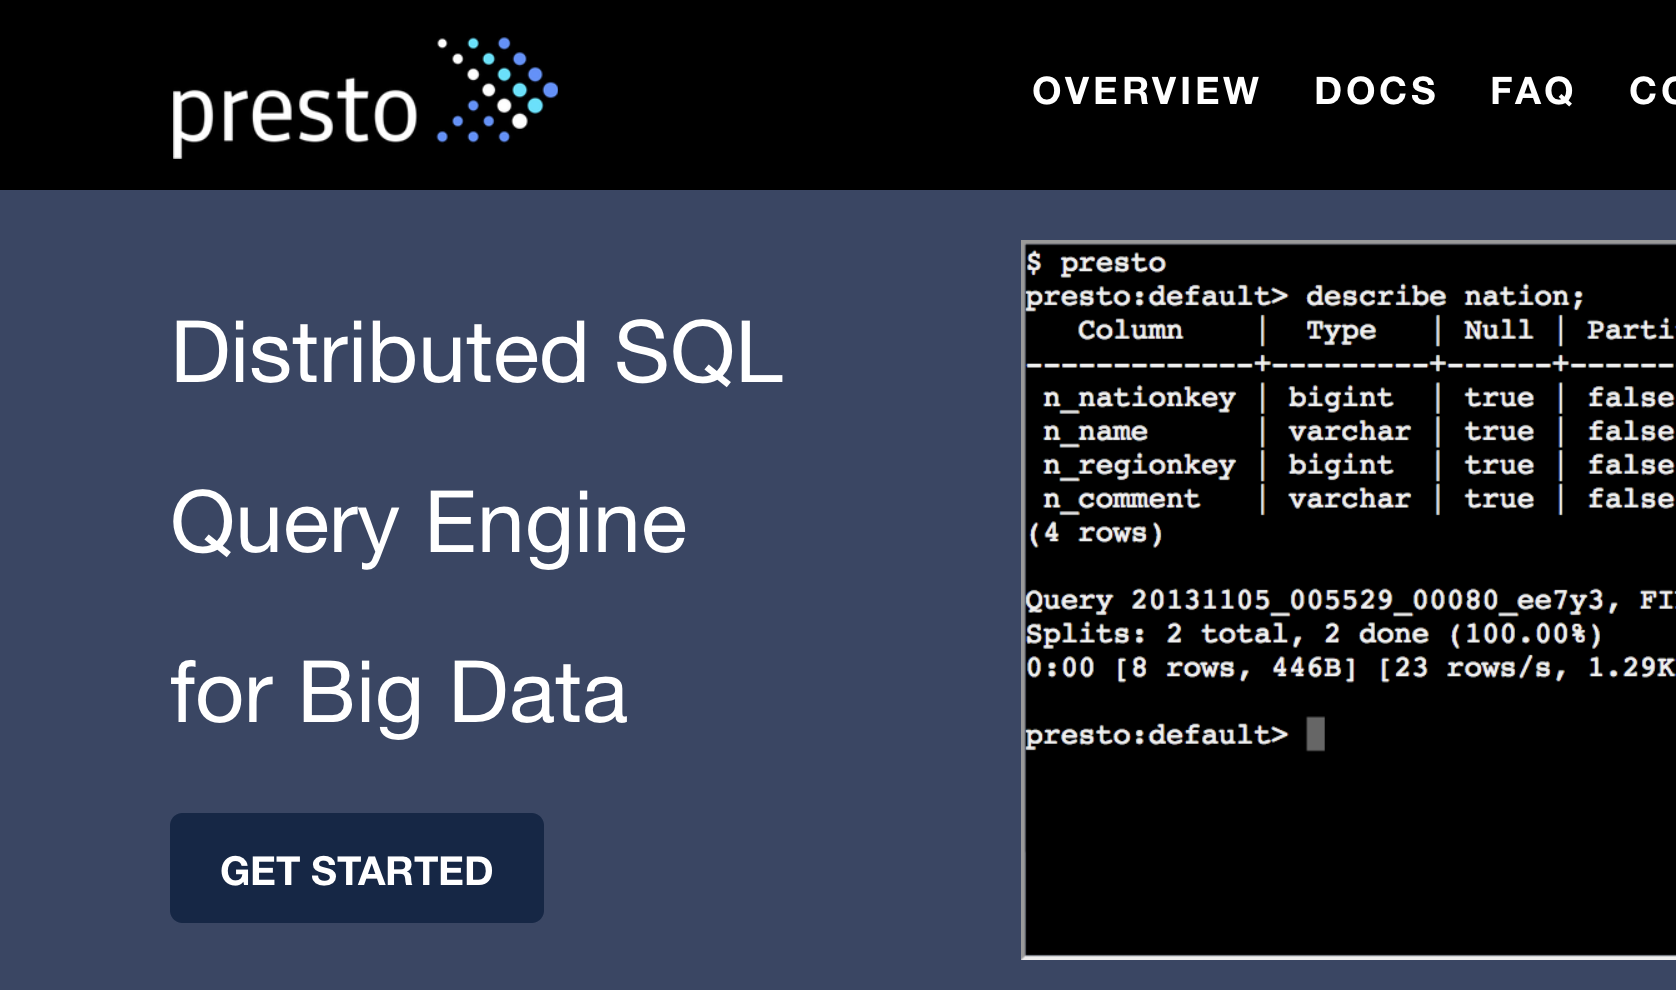 presto
OVERVIEW DOCS FAQ
Distributed SQL
Query Engine
for Big Data
GET STARTED
$ presto
presto:default> describe nation;
   Column    |  Type   | Null |
-------------+---------+------+------
 n_nationkey | bigint  | true | false
 n_name      | varchar | true | false
 n_regionkey | bigint  | true | false
 n_comment   | varchar | true | false
(4 rows)
Query 20131105_005529_00080_ee7y3,
Splits: 2 total, 2 done (100.00%)
0:00 [8 rows, 446B] [23 rows/s, 1.29K
presto:default>